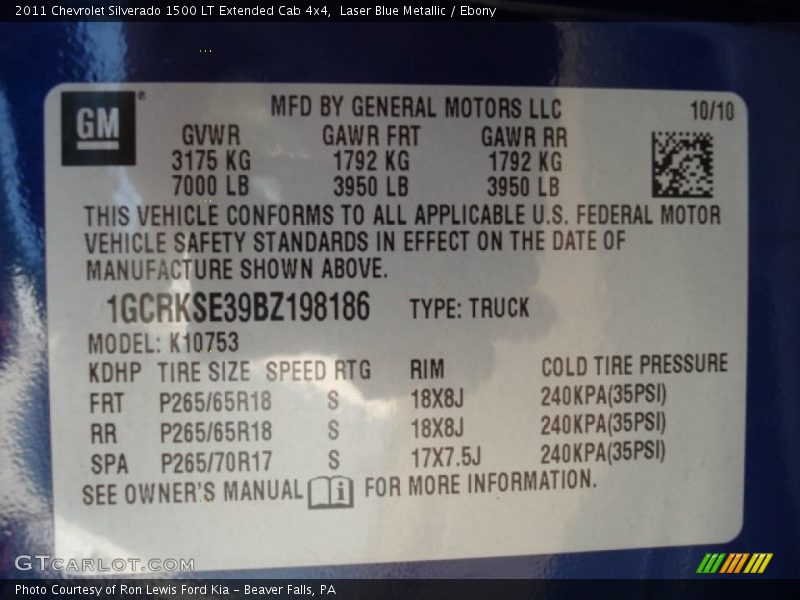 2011 Chevrolet Silverado 1500 LT Extended Cab 4x4,  Laser Blue Metallic / Ebony
GM®
MFD BY GENERAL MOTORS LLC 10/10
GVWR GAWR FRT GAWR RR
3175 KG 1792 KG 1792 KG
7000 LB 3950 LB 3950 LB
THIS VEHICLE CONFORMS TO ALL APPLICABLE U.S. FEDERAL MOTOR
VEHICLE SAFETY STANDARDS IN EFFECT ON THE DATE OF
MANUFACTURE SHOWN ABOVE.
1GCRKSE39BZ198186 TYPE: TRUCK
MODEL: K10753
KDHP TIRE SIZE SPEED RTG RIM COLD TIRE PRESSURE
FRT P265/65R18 S 18X8J 240KPA(35PSI)
RR P265/65R18 S 18X8J 240KPA(35PSI)
SPA P265/70R17 S 17X7.5J 240KPA(35PSI)
SEE OWNER'S MANUAL i FOR MORE INFORMATION.
GTCARLOT.COM
Photo Courtesy of Ron Lewis Ford Kia – Beaver Falls, PA